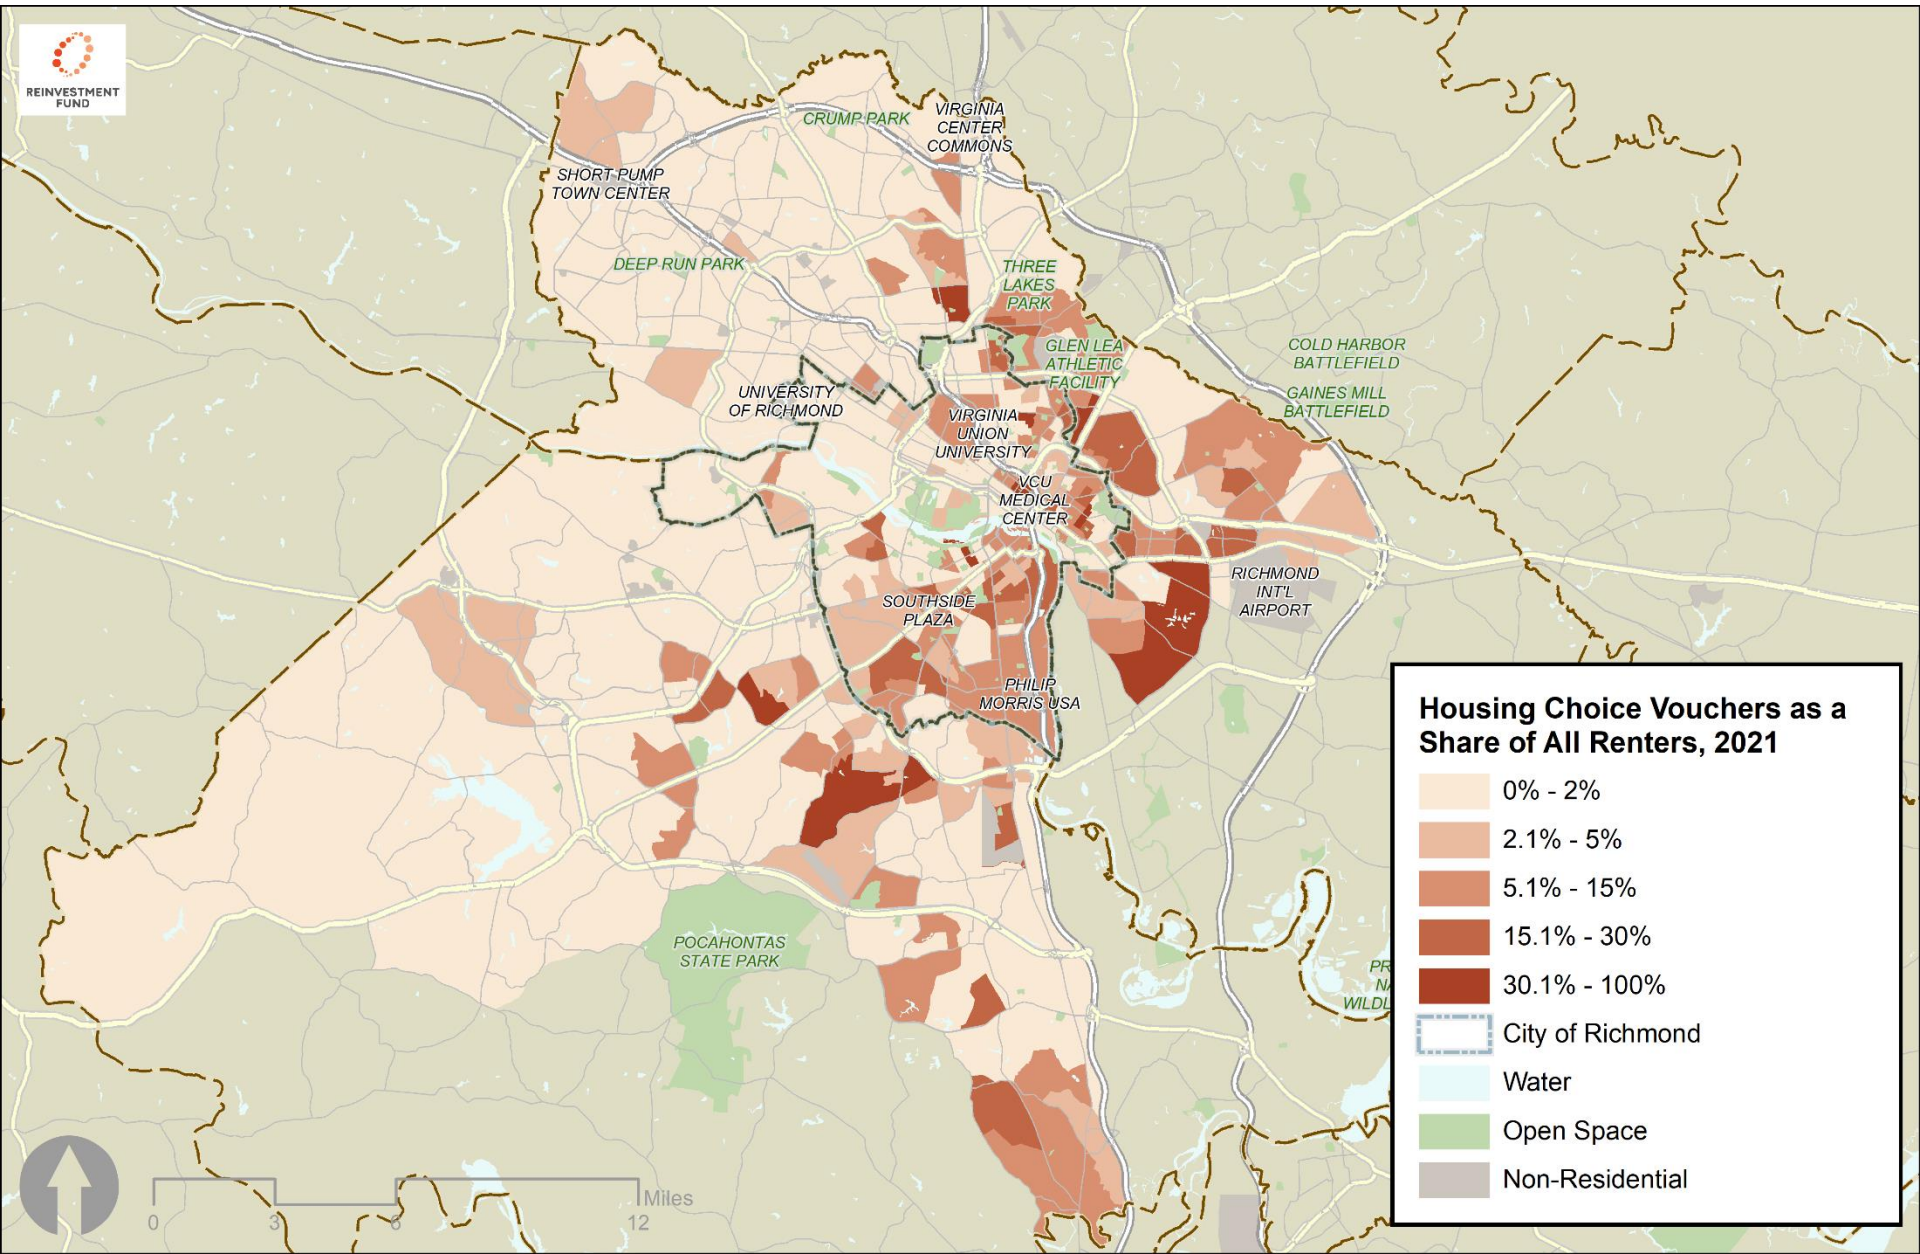 REINVESTMENT
FUND
CRUMP PARK
VIRGINIA
CENTER
COMMONS
SHORT PUMP
TOWN CENTER
DEEP RUN PARK
THREE
LAKES
PARK
GLEN LEA
ATHLETIC
FACILITY
COLD HARBOR
BATTLEFIELD
GAINES MILL
BATTLEFIELD
UNIVERSITY
OF RICHMOND
VIRGINIA
UNION
UNIVERSITY
VCU
MEDICAL
CENTER
RICHMOND
INT'L
AIRPORT
SOUTHSIDE
PLAZA
PHILIP
MORRIS USA
POCAHONTAS
STATE PARK
PR
NA
WILDL
Housing Choice Vouchers as a
Share of All Renters, 2021
0% - 2%
2.1% - 5%
5.1% - 15%
15.1% - 30%
30.1% - 100%
City of Richmond
Water
Open Space
Non-Residential
Miles
0 3 6 12